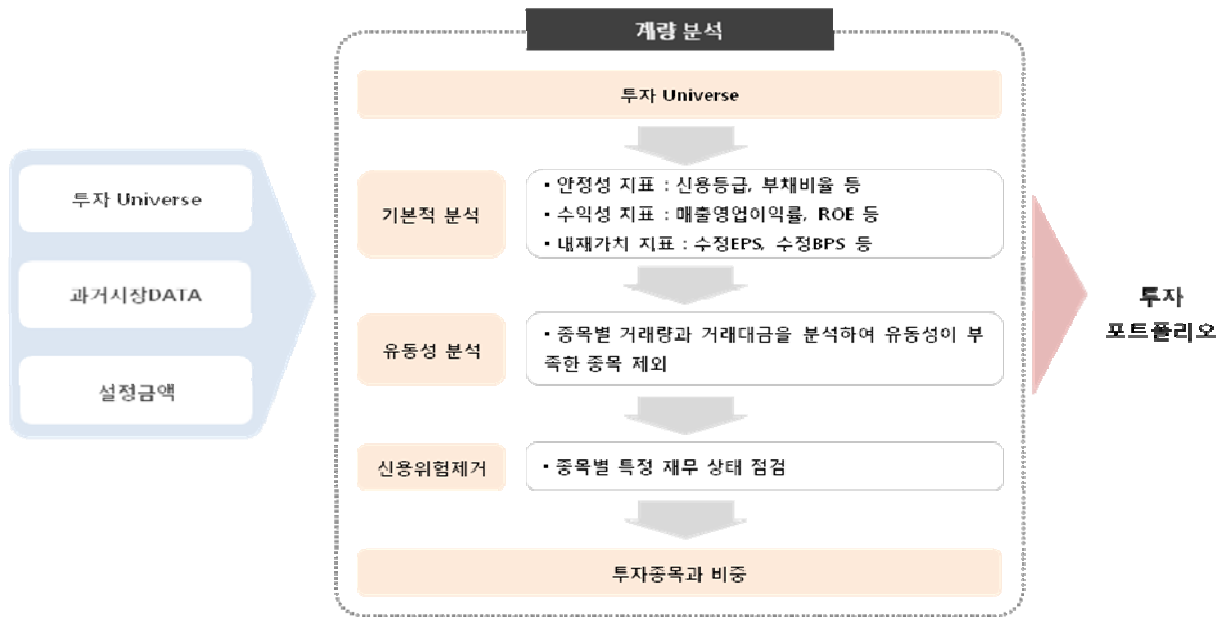 계량 분석
투자 Universe
과거시장DATA
설정금액
투자 Universe
기본적 분석
▪ 안정성 지표 : 신용등급, 부채비율 등
▪ 수익성 지표 : 매출영업이익률, ROE 등
▪ 내재가치 지표 : 수정EPS, 수정BPS 등
유동성 분석
▪ 종목별 거래량과 거래대금을 분석하여 유동성이 부
족한 종목 제외
신용위험제거
▪ 종목별 특정 재무 상태 점검
투자종목과 비중
투자
포트폴리오